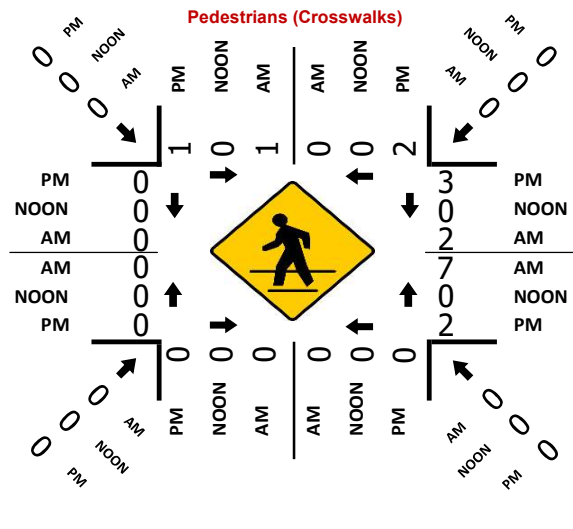 Pedestrians (Crosswalks)
0 PM
0 NOON
0 AM
PM NOON AM AM NOON PM
PM 0
NOON 0
AM 0
1 0 1 0 0 2
PM 0 3 PM
NOON 0 0 NOON
AM 0 2 AM
AM 0 7 AM
NOON 0 0 NOON
PM 0 2 PM
0 0 0 0 0 0
PM NOON AM AM NOON PM
0 AM
0 NOON
0 PM
0 AM
0 NOON
0 PM